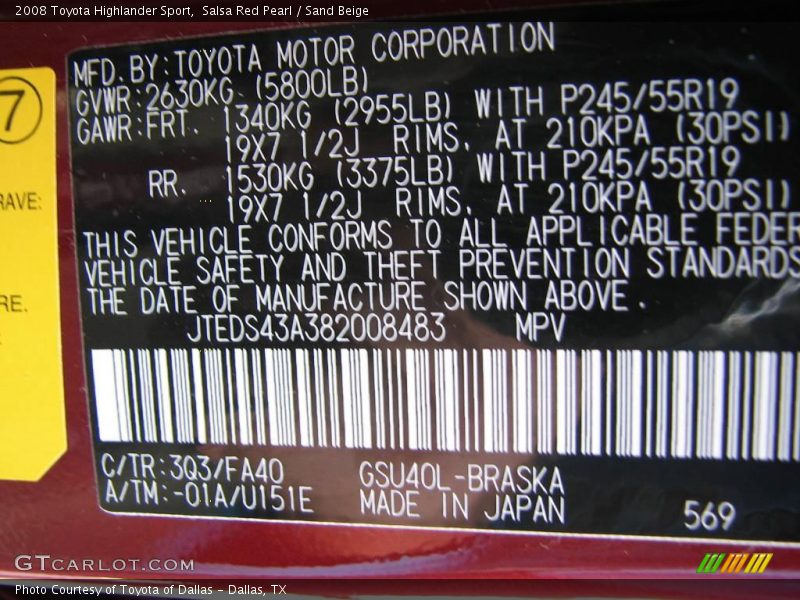 2008 Toyota Highlander Sport,  Salsa Red Pearl / Sand Beige
MFD. BY: TOYOTA MOTOR CORPORATION
GVWR: 2630KG (5800LB)
GAWR: FRT. 1340KG (2955LB) WITH P245/55R19
19X7 1/2J RIMS, AT 210KPA (30PSI)
RR. 1530KG (3375LB) WITH P245/55R19
19X7 1/2J RIMS, AT 210KPA (30PSI)
THIS VEHICLE CONFORMS TO ALL APPLICABLE FEDER
VEHICLE SAFETY AND THEFT PREVENTION STANDARDS
THE DATE OF MANUFACTURE SHOWN ABOVE.
JTEDS43A382008483 MPV
C/TR: 3Q3/FA40 GSU40L-BRASKA
A/TM: -01A/U151E MADE IN JAPAN
569
7
RAVE:
RE.
GTCARLOT.COM
Photo Courtesy of Toyota of Dallas – Dallas, TX